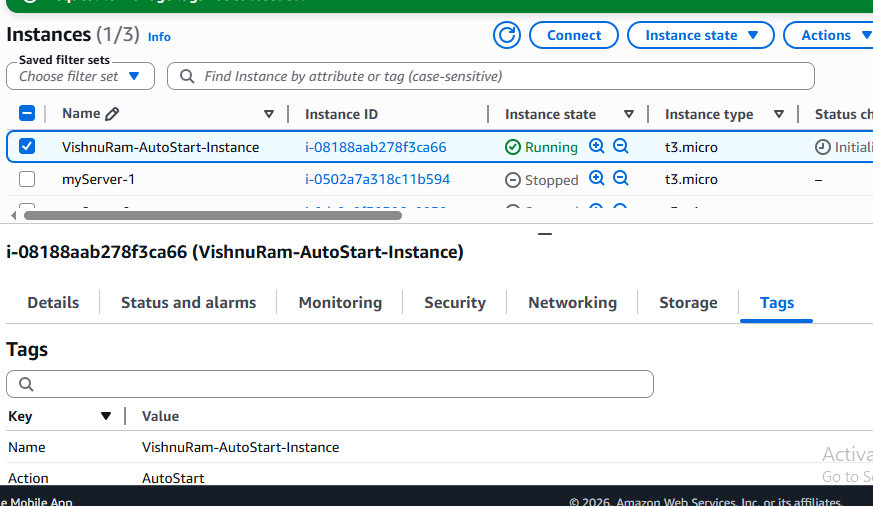 Instances (1/3) Info
Connect
Instance state
Actions
Saved filter sets
Choose filter set
Find Instance by attribute or tag (case-sensitive)
Name
Instance ID
Instance state
Instance type
Status ch
VishnuRam-AutoStart-Instance
i-08188aab278f3ca66
Running
t3.micro
Initiali
myServer-1
i-0502a7a318c11b594
Stopped
t3.micro
–
i-08188aab278f3ca66 (VishnuRam-AutoStart-Instance)
Details
Status and alarms
Monitoring
Security
Networking
Storage
Tags
Tags
Key
Value
Name
VishnuRam-AutoStart-Instance
Action
AutoStart
Activa
Go to Se
e Mobile App
© 2026, Amazon Web Services, Inc. or its affiliates.